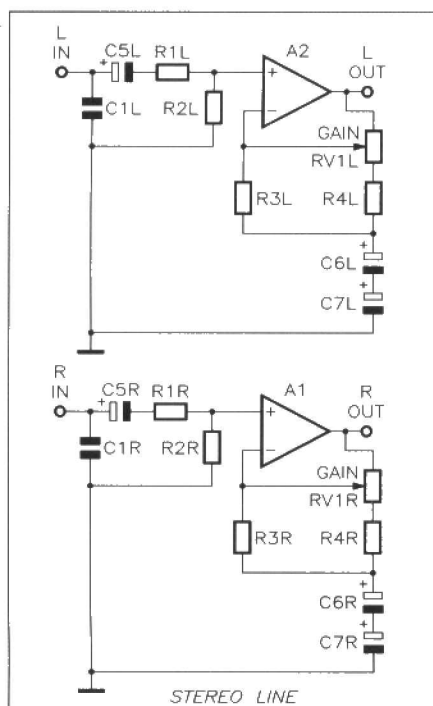 L
IN
C5L
R1L
A2
L
OUT
+
+
−
C1L
R2L
GAIN
RV1L
R3L
R4L
+
C6L
+
C7L
R
IN
C5R
R1R
A1
R
OUT
+
+
−
C1R
R2R
GAIN
RV1R
R3R
R4R
+
C6R
+
C7R
STEREO LINE